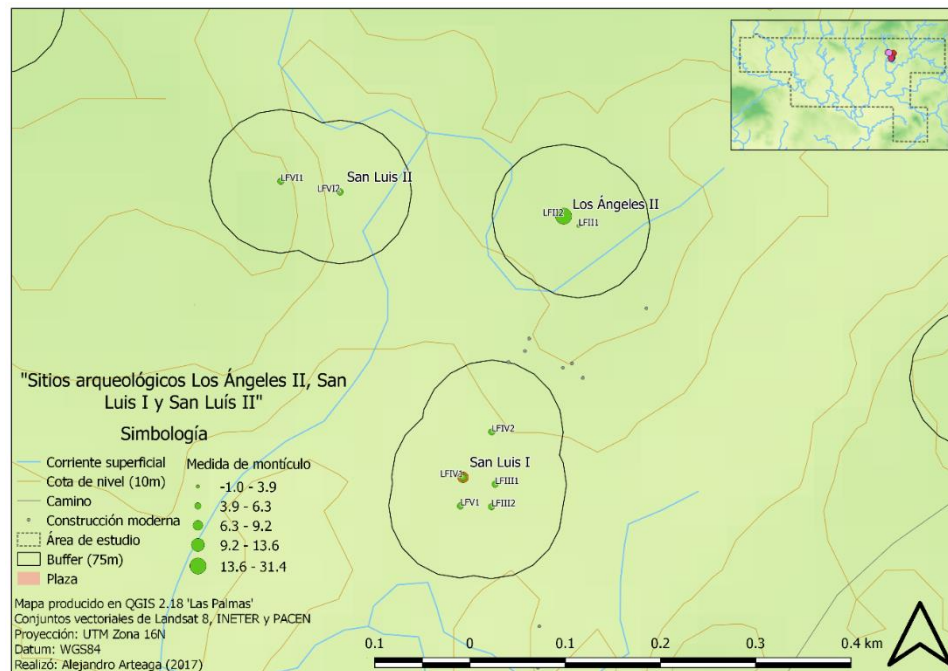 LFVI1
LFVI2
San Luis II
LFII2
Los Ángeles II
LFII1
LFIV2
San Luis I
LFIII1
LFV1
LFIII2
"Sitios arqueológicos Los Ángeles II, San
Luis I y San Luís II"
Simbología
Corriente superficial
Cota de nivel (10m)
Camino
Construcción moderna
Área de estudio
Buffer (75m)
Plaza
Medida de montículo
-1.0 - 3.9
3.9 - 6.3
6.3 - 9.2
9.2 - 13.6
13.6 - 31.4
Mapa producido en QGIS 2.18 'Las Palmas'
Conjuntos vectoriales de Landsat 8, INETER y PACEN
Proyección: UTM Zona 16N
Datum: WGS84
Realizó: Alejandro Arteaga (2017)
0.1 0 0.1 0.2 0.3 0.4 km